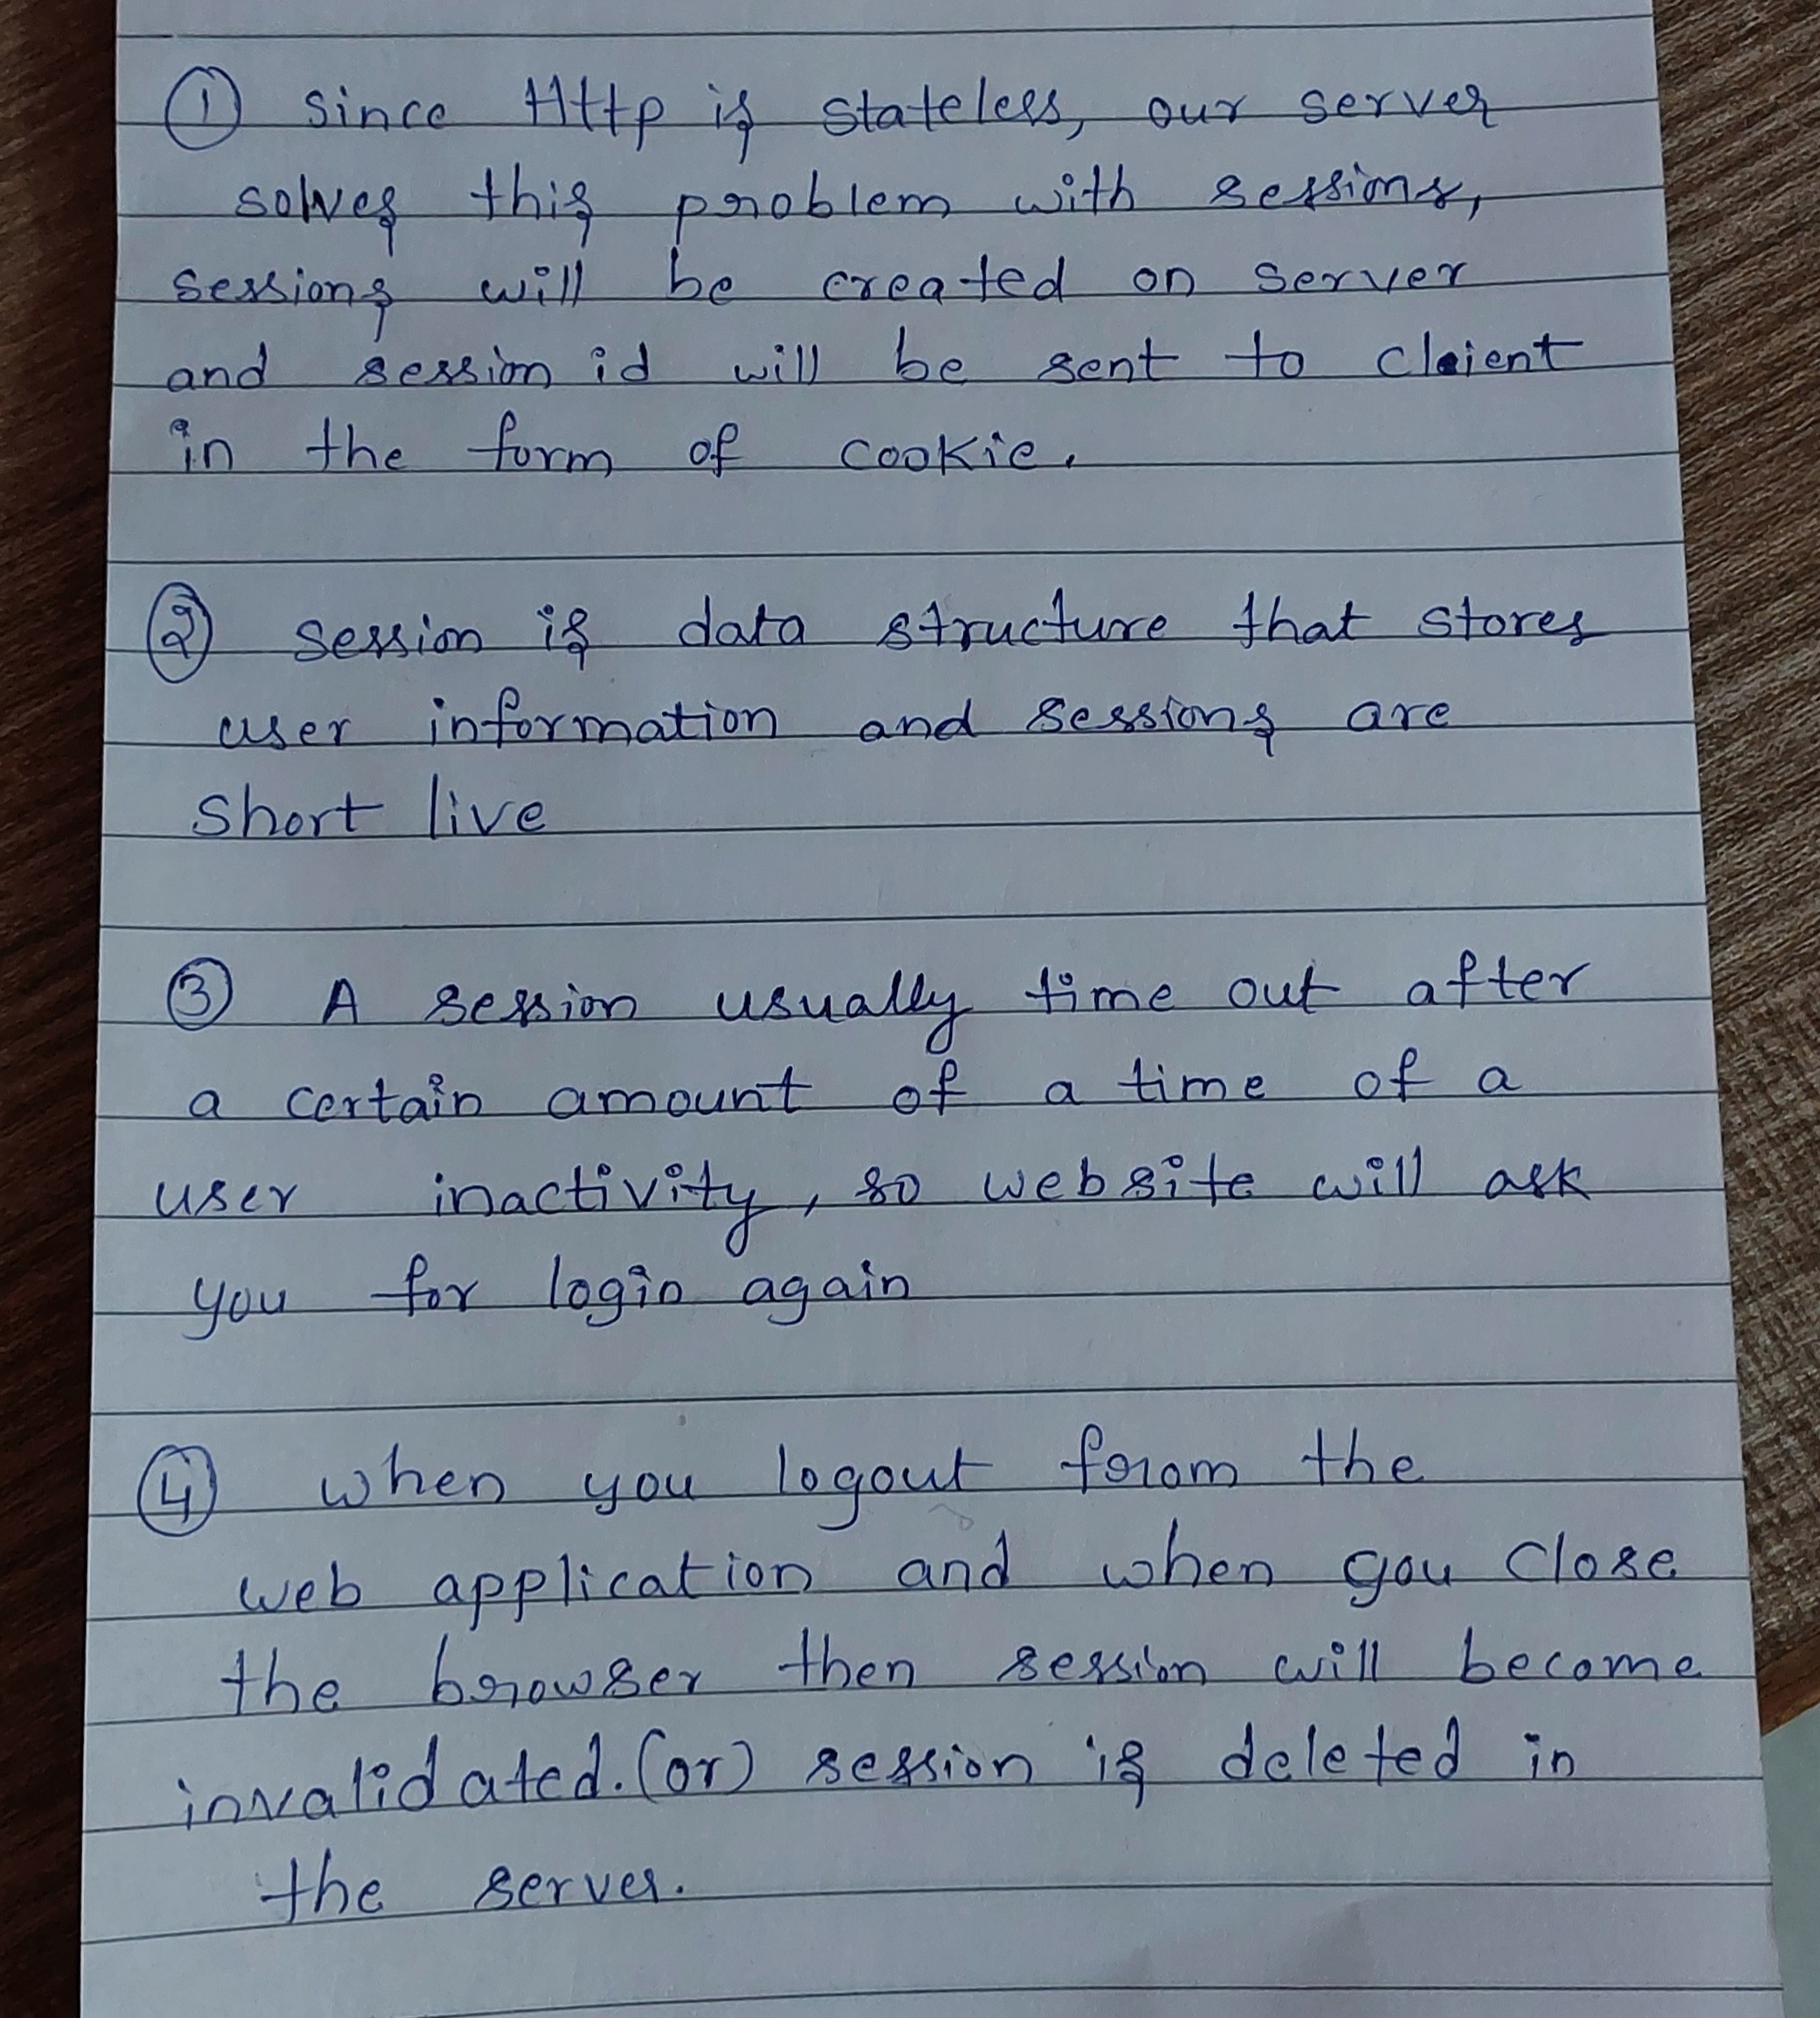 ① since Http is stateless, our server
solves this problem with sessions,
sessions will be created on server
and session id will be sent to client
in the form of cookie.
② session is data structure that stores
user information and sessions are
short live
③ A session usually time out after
a certain amount of a time of a
user inactivity, so website will ask
you for login again
④ when you logout from the
web application and when you close
the browser then session will become
invalidated. (or) session is deleted in
the server.